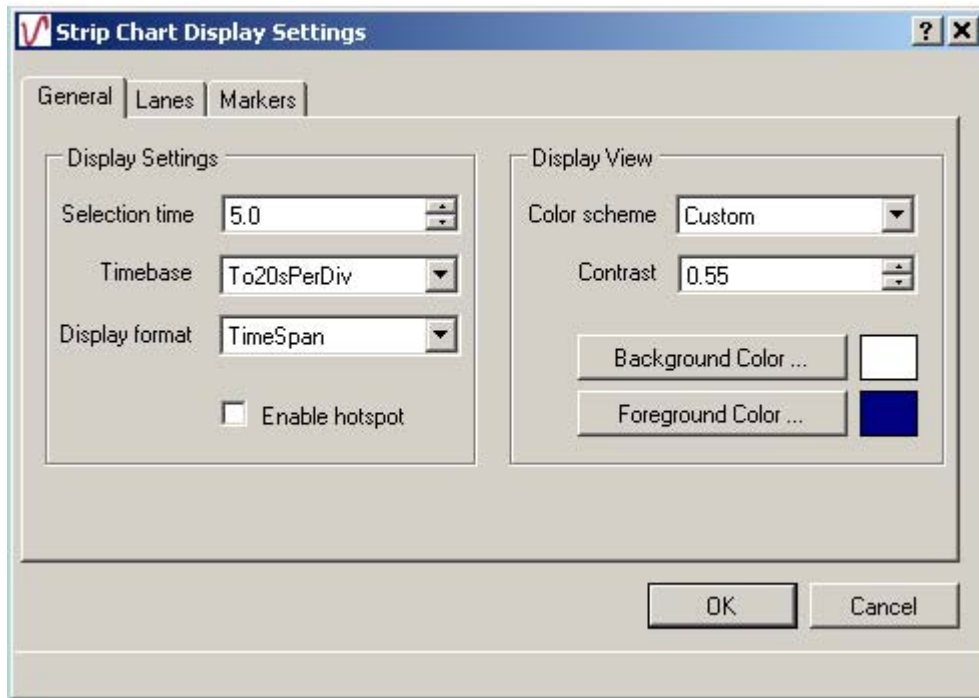 Strip Chart Display Settings
General
Lanes
Markers
Display Settings
Selection time
5.0
Timebase
To20sPerDiv
Display format
TimeSpan
Enable hotspot
Display View
Color scheme
Custom
Contrast
0.55
Background Color ...
Foreground Color ...
OK
Cancel